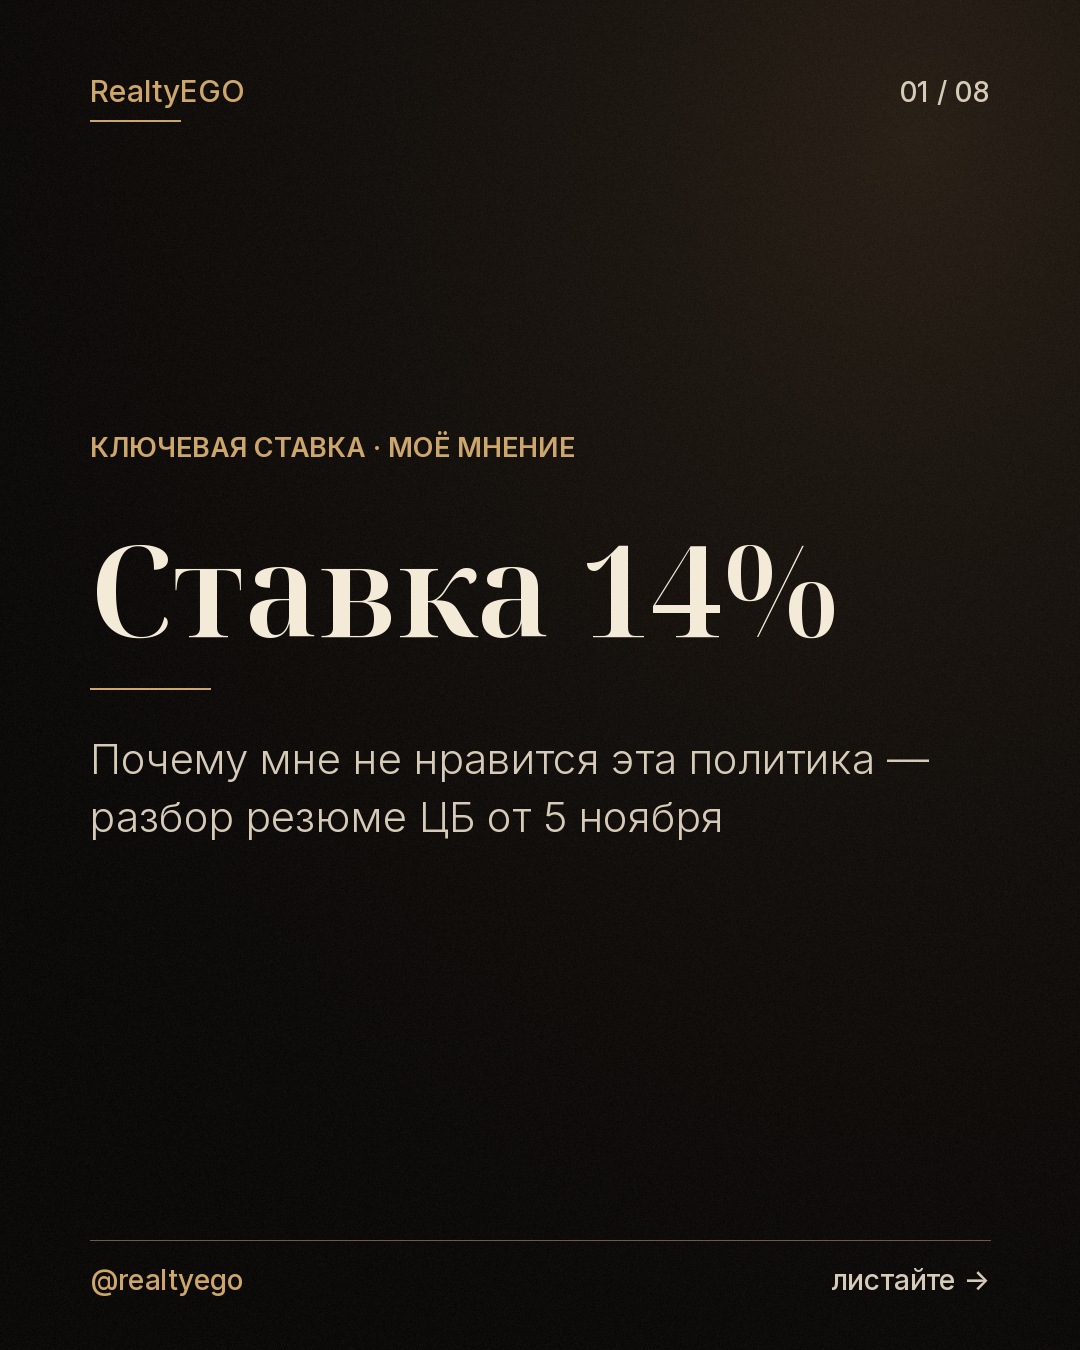 RealtyEGO
01 / 08
КЛЮЧЕВАЯ СТАВКА · МОЁ МНЕНИЕ
Ставка 14%
Почему мне не нравится эта политика —
разбор резюме ЦБ от 5 ноября
@realtyego
листайте →